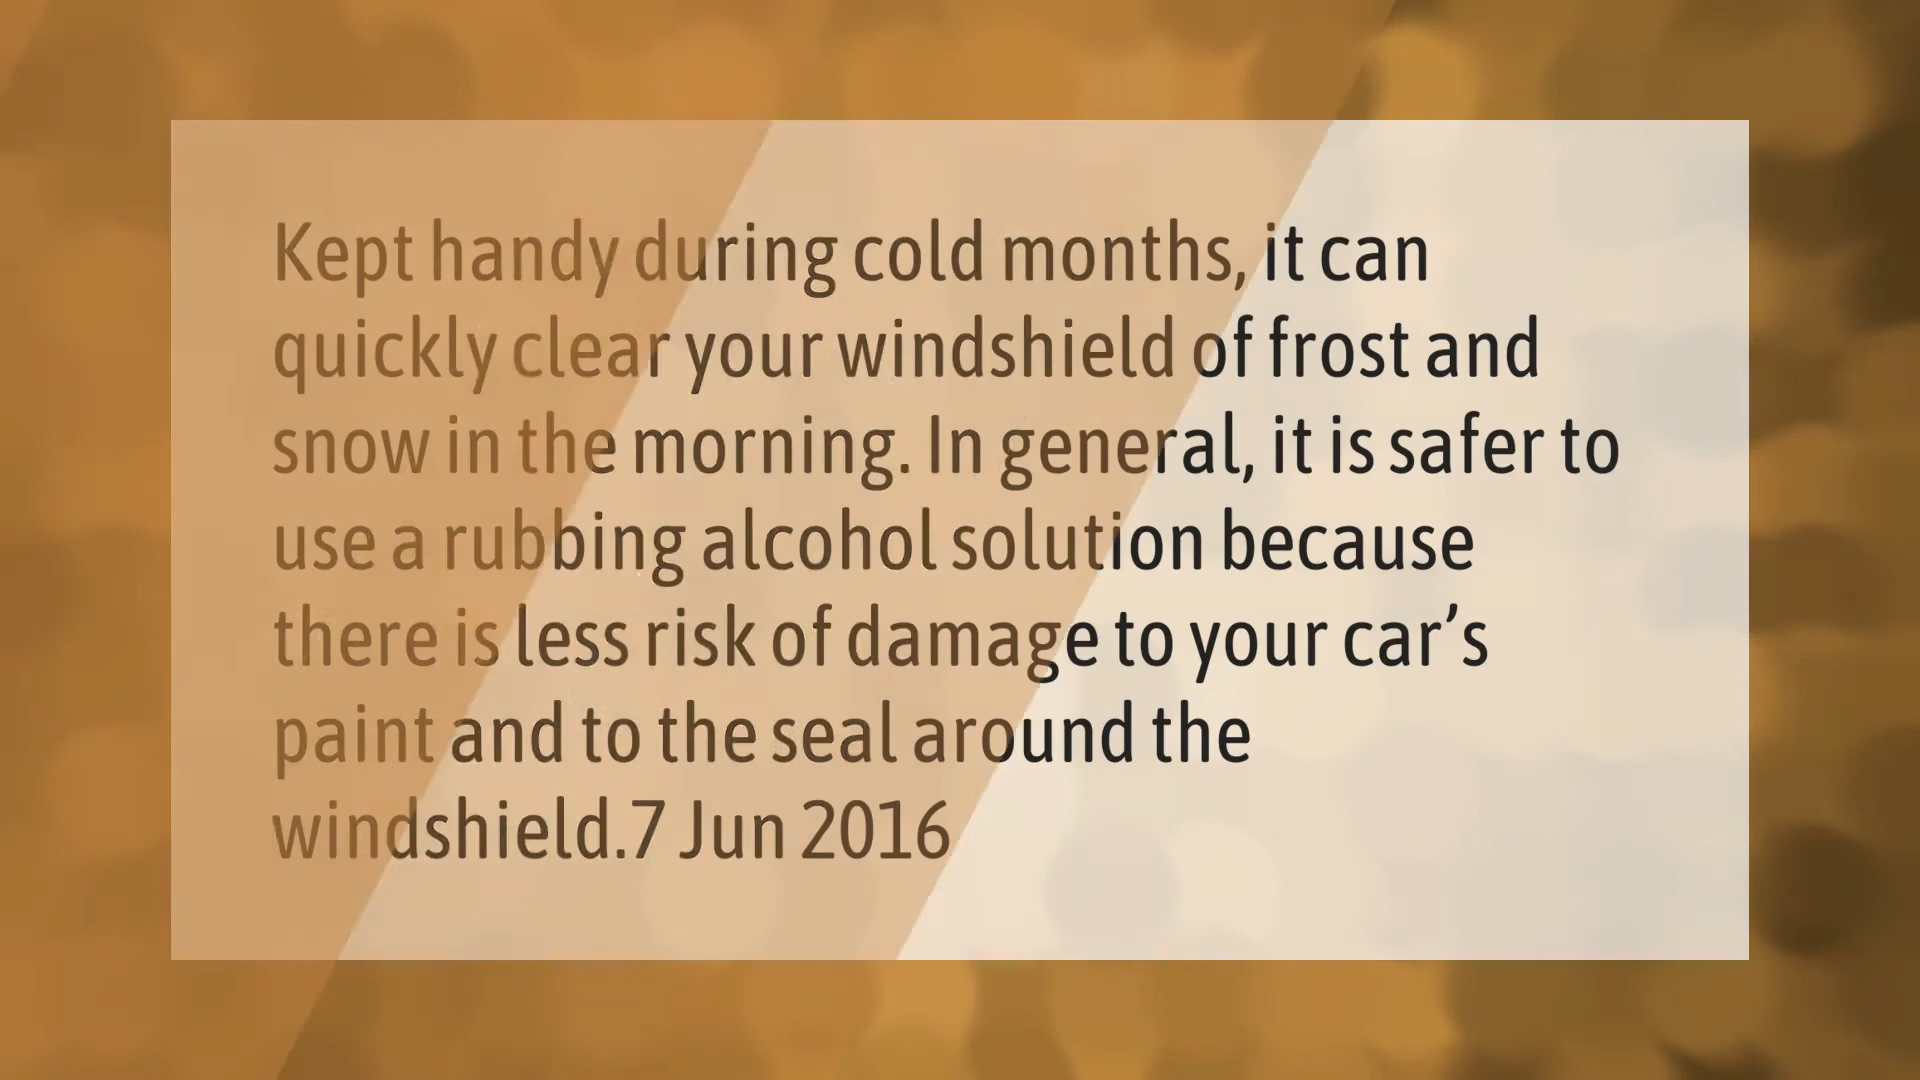 Kept handy during cold months, it can
quickly clear your windshield of frost and
snow in the morning. In general, it is safer to
use a rubbing alcohol solution because
there is less risk of damage to your car’s
paint and to the seal around the
windshield.7 Jun 2016